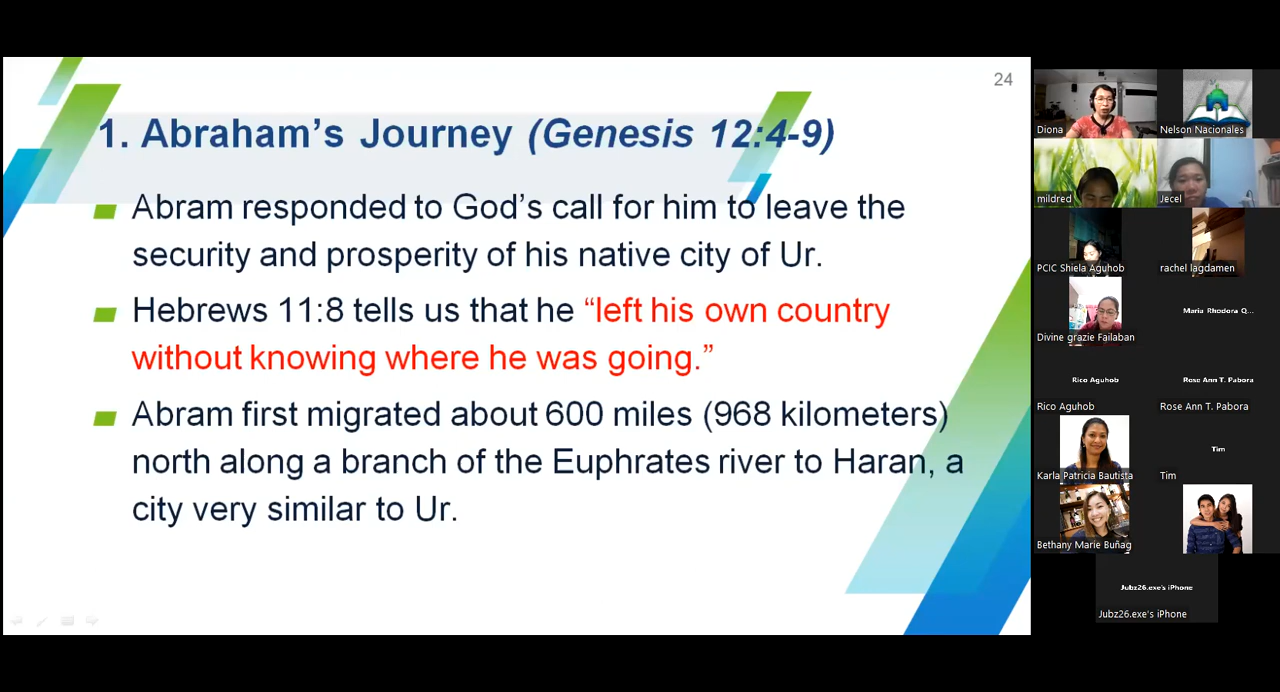 24
1. Abraham’s Journey (Genesis 12:4-9)
Abram responded to God’s call for him to leave the
security and prosperity of his native city of Ur.
Hebrews 11:8 tells us that he “left his own country
without knowing where he was going.”
Abram first migrated about 600 miles (968 kilometers)
north along a branch of the Euphrates river to Haran, a
city very similar to Ur.
Diona
Nelson Nacionales
mildred
Jecel
PCIC Shiela Aguhob
rachel lagdamen
Divine grazie Failaban
Maria Rhodora Q...
Rico Aguhob
Rico Aguhob
Rose Ann T. Pabora
Rose Ann T. Pabora
Karla Patricia Bautista
Tim
Tim
Bethany Marie Buñag
Jubz26.exe's iPhone
Jubz26.exe's iPhone